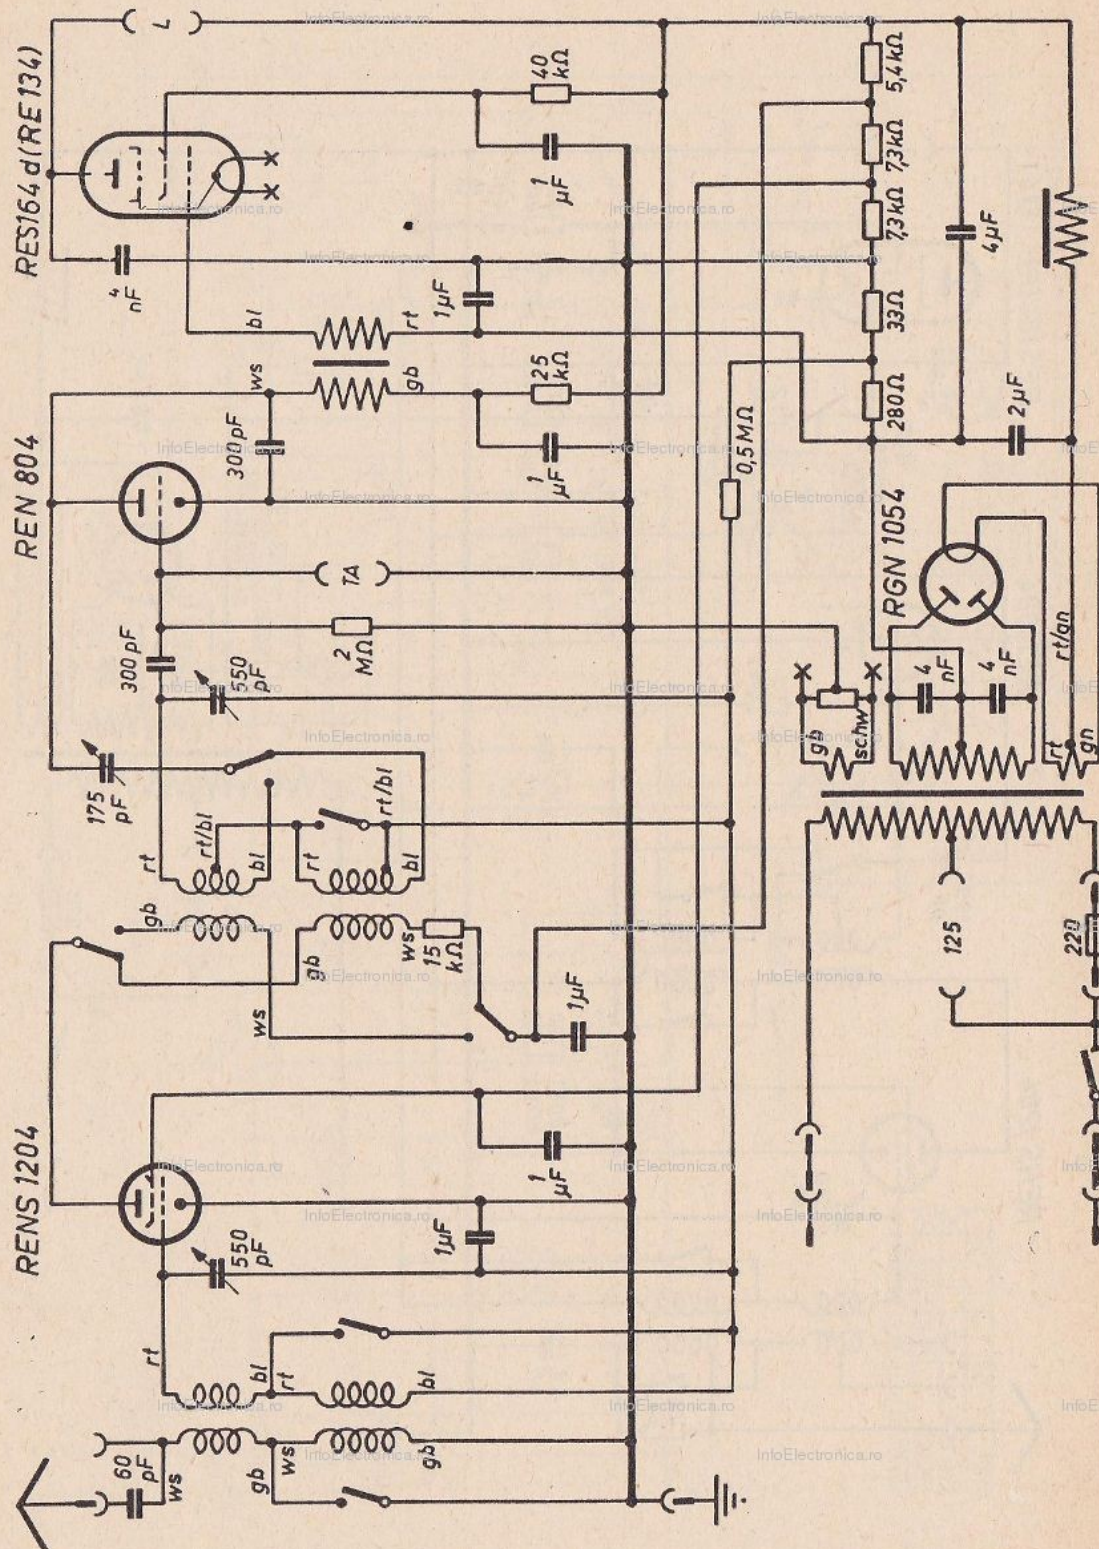 RES164d(RE134)
REN 804
RENS 1204
RGN 1054
L
4
nF
bl
rt
1μF
40
kΩ
1
μF
5,4kΩ
7,3kΩ
7,3kΩ
33Ω
280Ω
4μF
2μF
ws
gb
300pF
25
kΩ
1
μF
0,5MΩ
TA
300pF
2
MΩ
550
pF
175
pF
rt
rt/bl
bl
rt
rt/bl
bl
gb
ws
gb
ws
15
kΩ
1μF
gb
schw
4
nF
4
nF
rt/gn
rt
gn
125
220
1
μF
1μF
550
pF
rt
bl
rt
bl
60
pF
ws
gb
ws
gb
InfoElectronica.ro